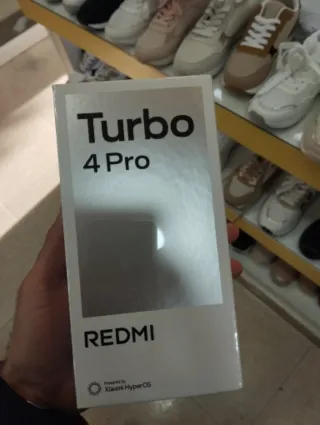 Turbo
4 Pro
REDMI
Powered by
Xiaomi HyperOS